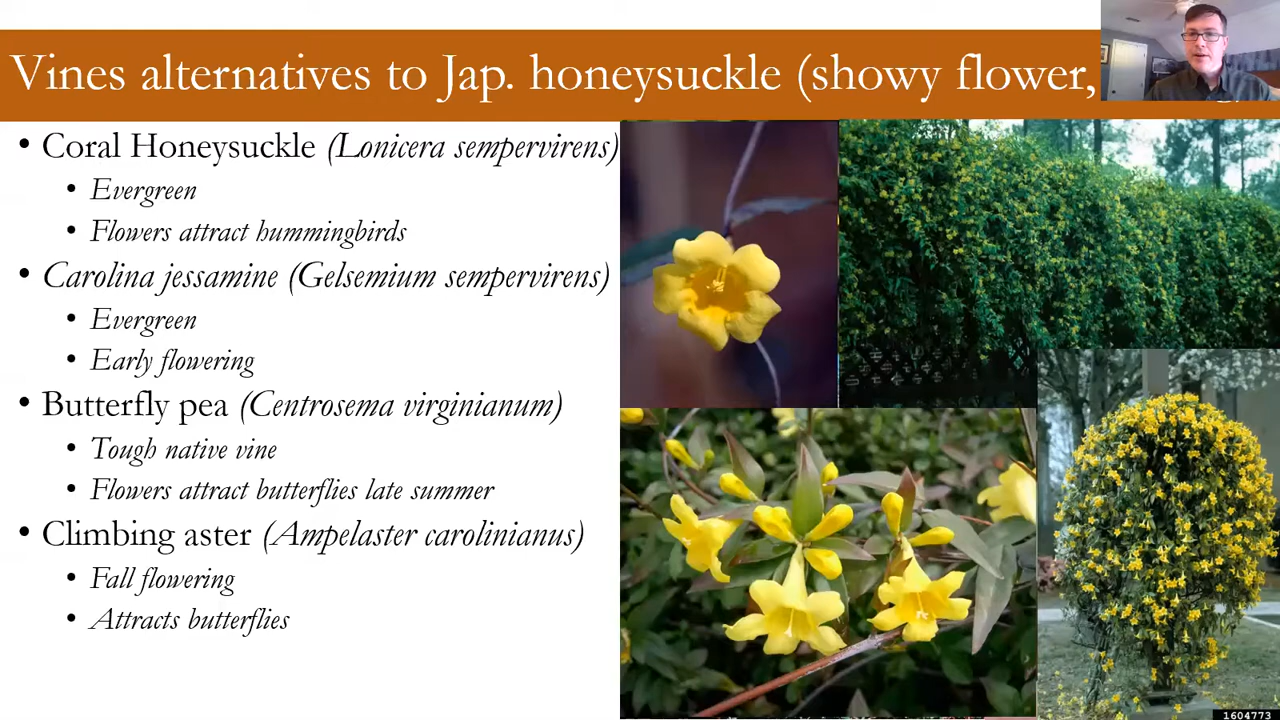 Vines alternatives to Jap. honeysuckle (showy flower,
• Coral Honeysuckle (Lonicera sempervirens)
• Evergreen
• Flowers attract hummingbirds
• Carolina jessamine (Gelsemium sempervirens)
• Evergreen
• Early flowering
• Butterfly pea (Centrosema virginianum)
• Tough native vine
• Flowers attract butterflies late summer
• Climbing aster (Ampelaster carolinianus)
• Fall flowering
• Attracts butterflies
1604773